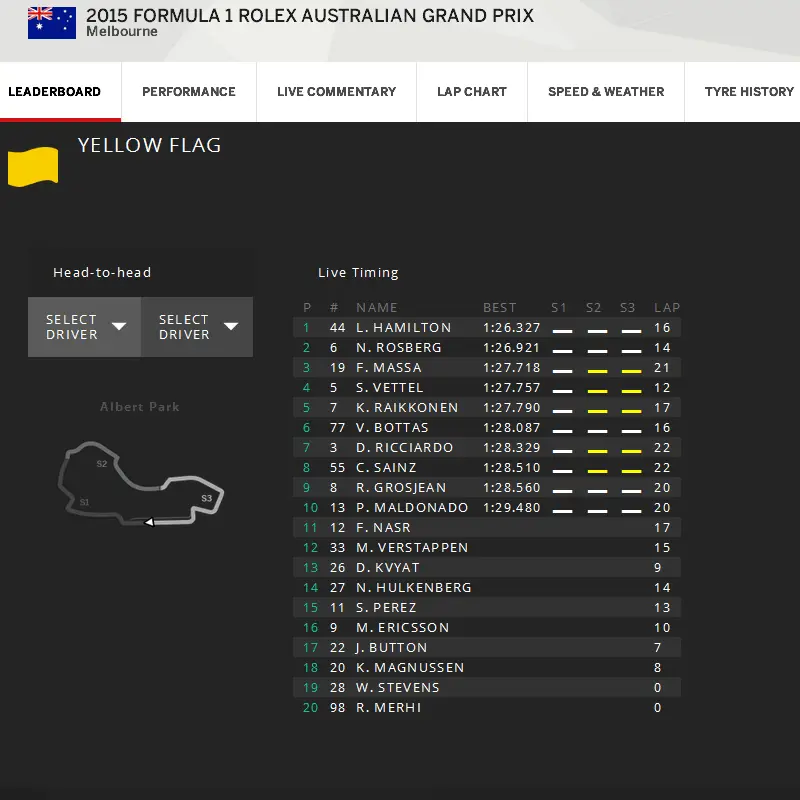 2015 FORMULA 1 ROLEX AUSTRALIAN GRAND PRIX
Melbourne
LEADERBOARD PERFORMANCE LIVE COMMENTARY LAP CHART SPEED & WEATHER TYRE HISTORY
YELLOW FLAG
Head-to-head
SELECT DRIVER SELECT DRIVER
Albert Park
S2
S1
S3
Live Timing
P # NAME BEST S1 S2 S3 LAP
1 44 L. HAMILTON 1:26.327 16
2 6 N. ROSBERG 1:26.921 14
3 19 F. MASSA 1:27.718 21
4 5 S. VETTEL 1:27.757 12
5 7 K. RAIKKONEN 1:27.790 17
6 77 V. BOTTAS 1:28.087 16
7 3 D. RICCIARDO 1:28.329 22
8 55 C. SAINZ 1:28.510 22
9 8 R. GROSJEAN 1:28.560 20
10 13 P. MALDONADO 1:29.480 20
11 12 F. NASR 17
12 33 M. VERSTAPPEN 15
13 26 D. KVYAT 9
14 27 N. HULKENBERG 14
15 11 S. PEREZ 13
16 9 M. ERICSSON 10
17 22 J. BUTTON 7
18 20 K. MAGNUSSEN 8
19 28 W. STEVENS 0
20 98 R. MERHI 0